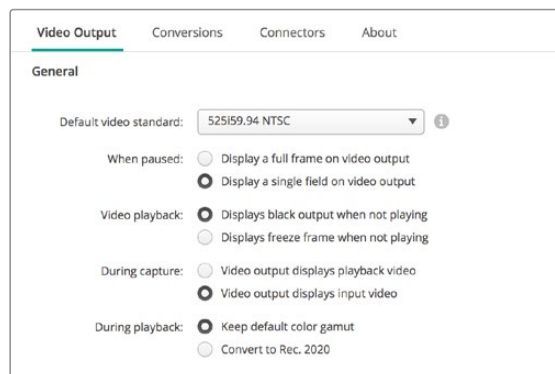 Video Output Conversions Connectors About
General
Default video standard: 525i59.94 NTSC
When paused: Display a full frame on video output
Display a single field on video output
Video playback: Displays black output when not playing
Displays freeze frame when not playing
During capture: Video output displays playback video
Video output displays input video
During playback: Keep default color gamut
Convert to Rec. 2020